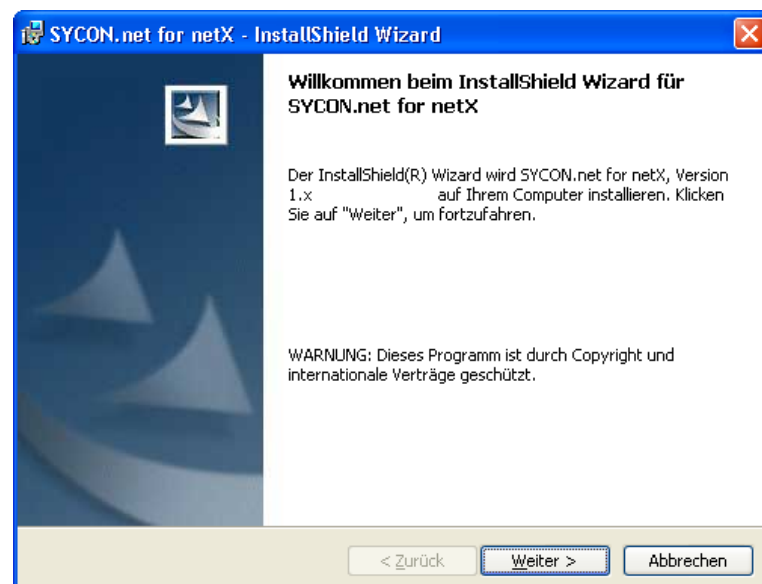 SYCON.net for netX - InstallShield Wizard
Willkommen beim InstallShield Wizard für
SYCON.net for netX
Der InstallShield(R) Wizard wird SYCON.net for netX, Version
1.x auf Ihrem Computer installieren. Klicken
Sie auf "Weiter", um fortzufahren.
WARNUNG: Dieses Programm ist durch Copyright und
internationale Verträge geschützt.
< Zurück Weiter > Abbrechen